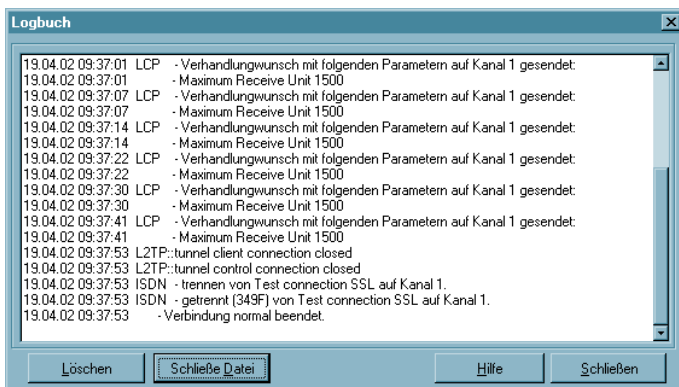 Logbuch
19.04.02 09:37:01 LCP - Verhandlungwunsch mit folgenden Parametern auf Kanal 1 gesendet:
19.04.02 09:37:01 - Maximum Receive Unit 1500
19.04.02 09:37:07 LCP - Verhandlungwunsch mit folgenden Parametern auf Kanal 1 gesendet:
19.04.02 09:37:07 - Maximum Receive Unit 1500
19.04.02 09:37:14 LCP - Verhandlungwunsch mit folgenden Parametern auf Kanal 1 gesendet:
19.04.02 09:37:14 - Maximum Receive Unit 1500
19.04.02 09:37:22 LCP - Verhandlungwunsch mit folgenden Parametern auf Kanal 1 gesendet:
19.04.02 09:37:22 - Maximum Receive Unit 1500
19.04.02 09:37:30 LCP - Verhandlungwunsch mit folgenden Parametern auf Kanal 1 gesendet:
19.04.02 09:37:30 - Maximum Receive Unit 1500
19.04.02 09:37:41 LCP - Verhandlungwunsch mit folgenden Parametern auf Kanal 1 gesendet:
19.04.02 09:37:41 - Maximum Receive Unit 1500
19.04.02 09:37:53 L2TP::tunnel client connection closed
19.04.02 09:37:53 L2TP::tunnel control connection closed
19.04.02 09:37:53 ISDN - trennen von Test connection SSL auf Kanal 1.
19.04.02 09:37:53 ISDN - getrennt (349F) von Test connection SSL auf Kanal 1.
19.04.02 09:37:53 - Verbindung normal beendet.
Löschen Schließe Datei Hilfe Schließen